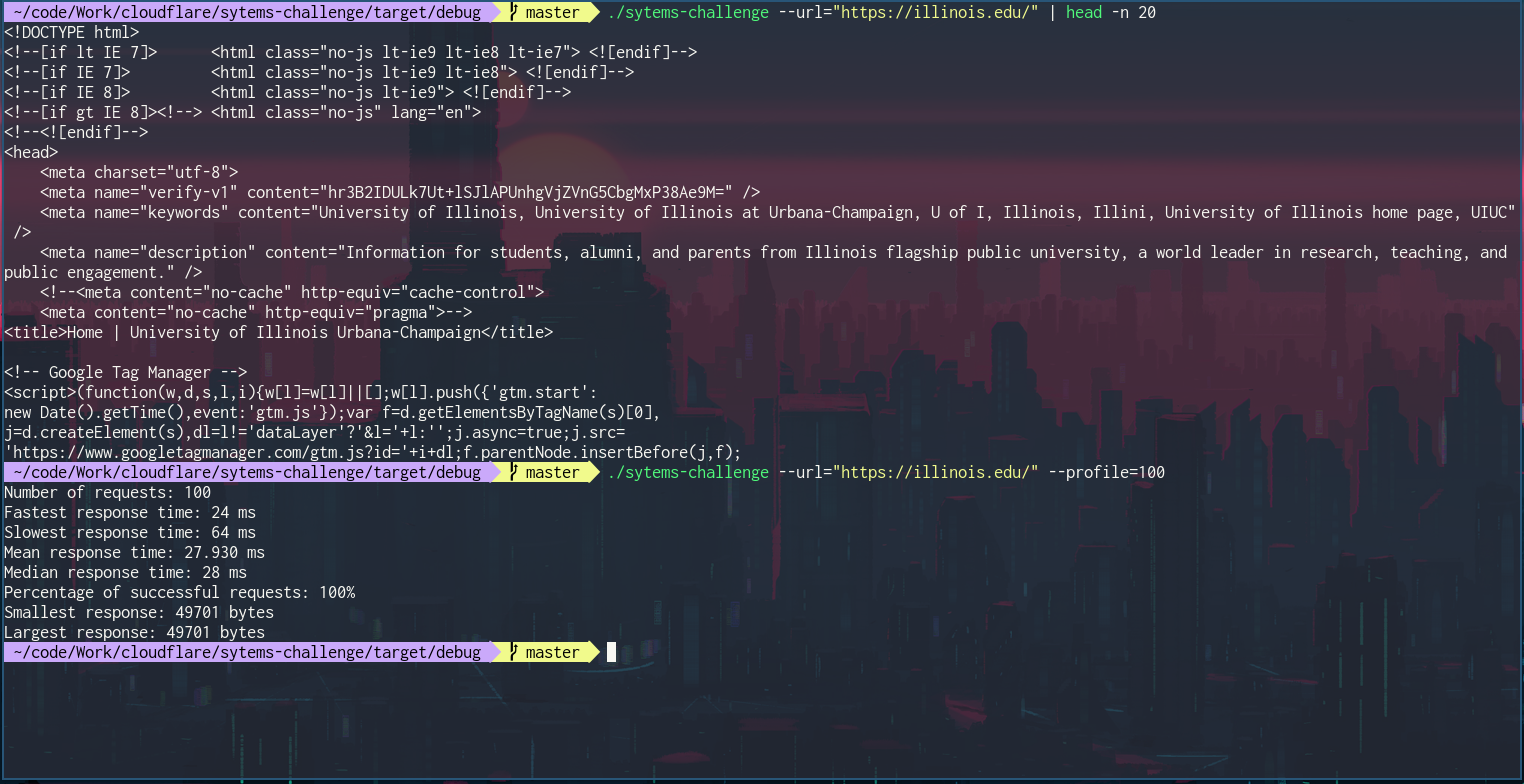 ~/code/Work/cloudflare/sytems-challenge/target/debug master ./sytems-challenge --url="https://illinois.edu/" | head -n 20
<!DOCTYPE html>
<!--[if lt IE 7]>      <html class="no-js lt-ie9 lt-ie8 lt-ie7"> <![endif]-->
<!--[if IE 7]>         <html class="no-js lt-ie9 lt-ie8"> <![endif]-->
<!--[if IE 8]>         <html class="no-js lt-ie9"> <![endif]-->
<!--[if gt IE 8]><!--> <html class="no-js" lang="en">
<!--<![endif]-->
<head>
    <meta charset="utf-8">
    <meta name="verify-v1" content="hr3B2IDULk7Ut+lSJlAPUnhgVjZVnG5CbgMxP38Ae9M=" />
    <meta name="keywords" content="University of Illinois, University of Illinois at Urbana-Champaign, U of I, Illinois, Illini, University of Illinois home page, UIUC"
 />
    <meta name="description" content="Information for students, alumni, and parents from Illinois flagship public university, a world leader in research, teaching, and
public engagement." />
    <!--<meta content="no-cache" http-equiv="cache-control">
    <meta content="no-cache" http-equiv="pragma">-->
<title>Home | University of Illinois Urbana-Champaign</title>

<!-- Google Tag Manager -->
<script>(function(w,d,s,l,i){w[l]=w[l]||[];w[l].push({'gtm.start':
new Date().getTime(),event:'gtm.js'});var f=d.getElementsByTagName(s)[0],
j=d.createElement(s),dl=l!='dataLayer'?'&l='+l:'';j.async=true;j.src=
'https://www.googletagmanager.com/gtm.js?id='+i+dl;f.parentNode.insertBefore(j,f);
~/code/Work/cloudflare/sytems-challenge/target/debug master ./sytems-challenge --url="https://illinois.edu/" --profile=100
Number of requests: 100
Fastest response time: 24 ms
Slowest response time: 64 ms
Mean response time: 27.930 ms
Median response time: 28 ms
Percentage of successful requests: 100%
Smallest response: 49701 bytes
Largest response: 49701 bytes
~/code/Work/cloudflare/sytems-challenge/target/debug master